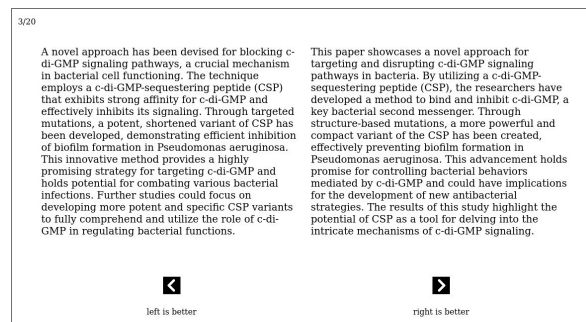 3/20
A novel approach has been devised for blocking c-
di-GMP signaling pathways, a crucial mechanism
in bacterial cell functioning. The technique
employs a c-di-GMP-sequestering peptide (CSP)
that exhibits strong affinity for c-di-GMP and
effectively inhibits its signaling. Through targeted
mutations, a potent, shortened variant of CSP has
been developed, demonstrating efficient inhibition
of biofilm formation in Pseudomonas aeruginosa.
This innovative method provides a highly
promising strategy for targeting c-di-GMP and
holds potential for combating various bacterial
infections. Further studies could focus on
developing more potent and specific CSP variants
to fully comprehend and utilize the role of c-di-
GMP in regulating bacterial functions.
This paper showcases a novel approach for
targeting and disrupting c-di-GMP signaling
pathways in bacteria. By utilizing a c-di-GMP-
sequestering peptide (CSP), the researchers have
developed a method to bind and inhibit c-di-GMP, a
key bacterial second messenger. Through
structure-based mutations, a more powerful and
compact variant of the CSP has been created,
effectively preventing biofilm formation in
Pseudomonas aeruginosa. This advancement holds
promise for controlling bacterial behaviors
mediated by c-di-GMP and could have implications
for the development of new antibacterial
strategies. The results of this study highlight the
potential of CSP as a tool for delving into the
intricate mechanisms of c-di-GMP signaling.
left is better
right is better